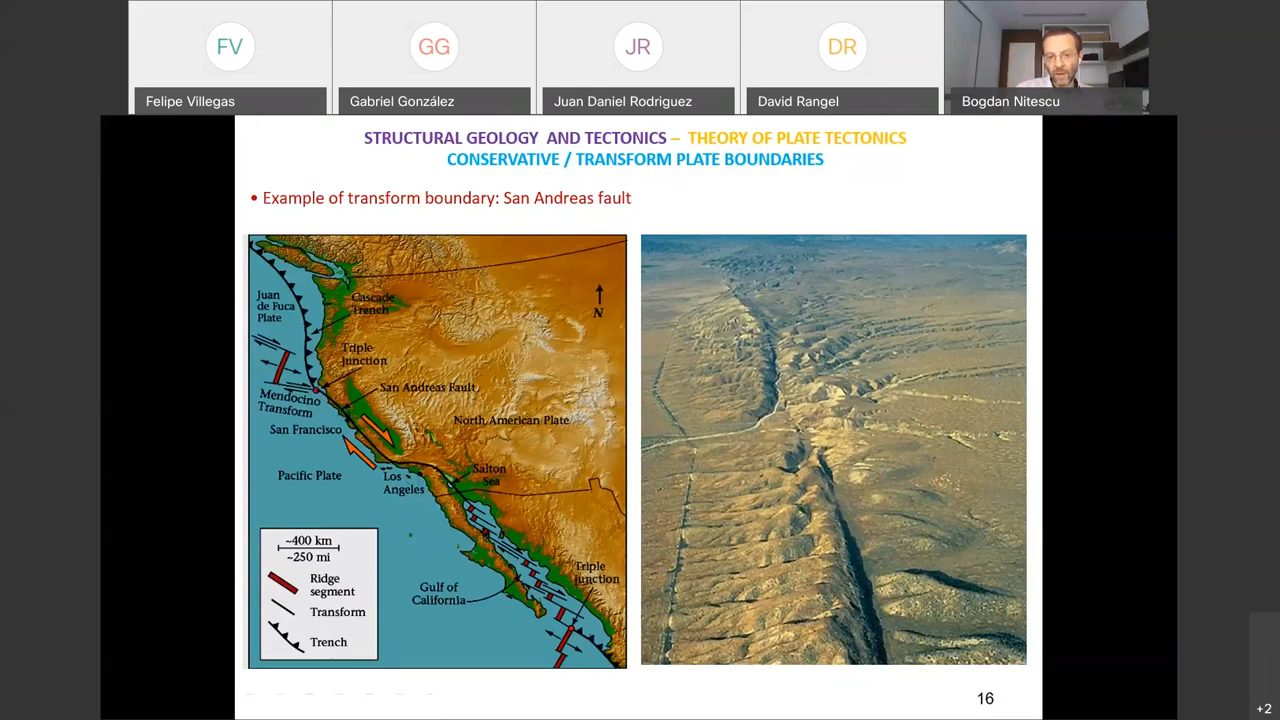 FV
GG
JR
DR
Felipe Villegas
Gabriel González
Juan Daniel Rodriguez
David Rangel
Bogdan Nitescu
STRUCTURAL GEOLOGY AND TECTONICS – THEORY OF PLATE TECTONICS
CONSERVATIVE / TRANSFORM PLATE BOUNDARIES
• Example of transform boundary: San Andreas fault
Juan
de Fuca
Plate
Cascade
Trench
N
Triple
Junction
San Andreas Fault
Mendocino
Transform
North American Plate
San Francisco
Pacific Plate
Los
Angeles
Salton
Sea
~400 km
~250 mi
Ridge
segment
Transform
Trench
Gulf of
California
Triple
Junction
16
+2